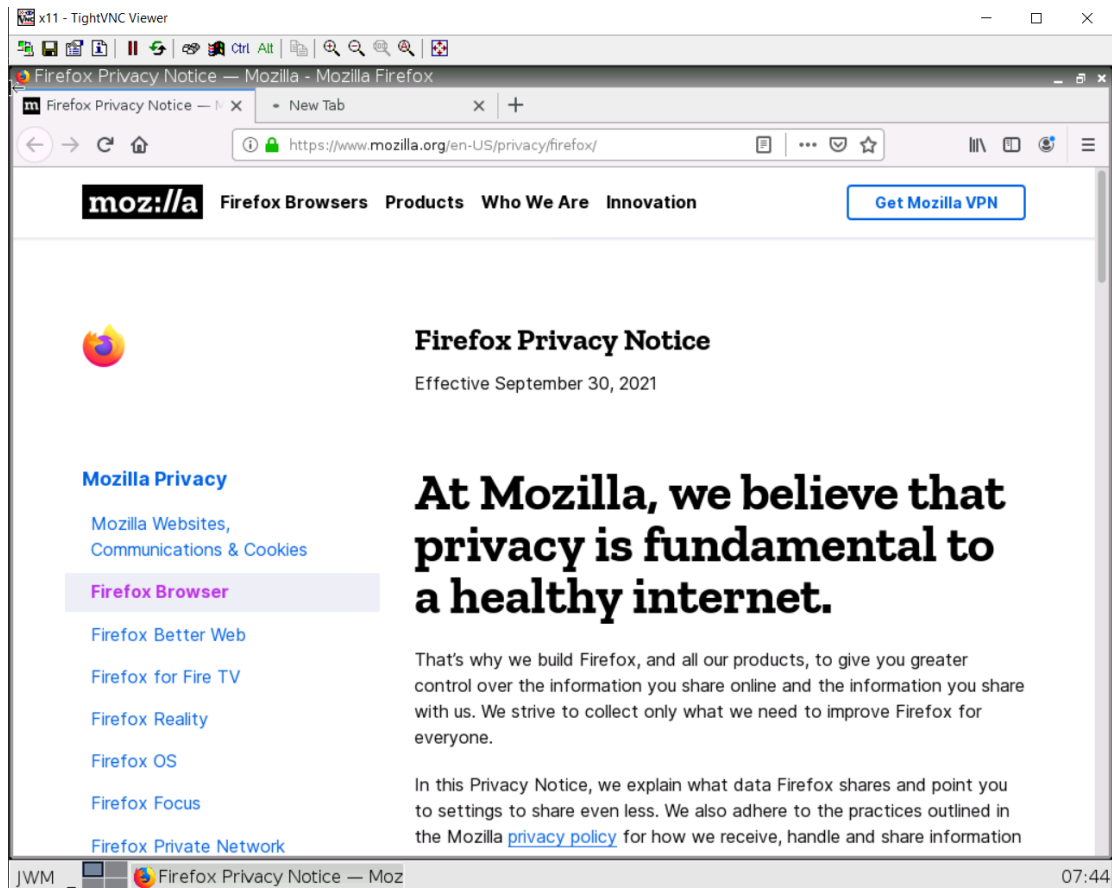 x11 - TightVNC Viewer
Ctrl Alt
Firefox Privacy Notice — Mozilla - Mozilla Firefox
Firefox Privacy Notice — New Tab
https://www.mozilla.org/en-US/privacy/firefox/
moz://a Firefox Browsers Products Who We Are Innovation Get Mozilla VPN
Firefox Privacy Notice
Effective September 30, 2021
Mozilla Privacy
Mozilla Websites,
Communications & Cookies
Firefox Browser
Firefox Better Web
Firefox for Fire TV
Firefox Reality
Firefox OS
Firefox Focus
Firefox Private Network
At Mozilla, we believe that
privacy is fundamental to
a healthy internet.
That's why we build Firefox, and all our products, to give you greater
control over the information you share online and the information you share
with us. We strive to collect only what we need to improve Firefox for
everyone.
In this Privacy Notice, we explain what data Firefox shares and point you
to settings to share even less. We also adhere to the practices outlined in
the Mozilla privacy policy for how we receive, handle and share information
JWM _ Firefox Privacy Notice — Moz 07:44